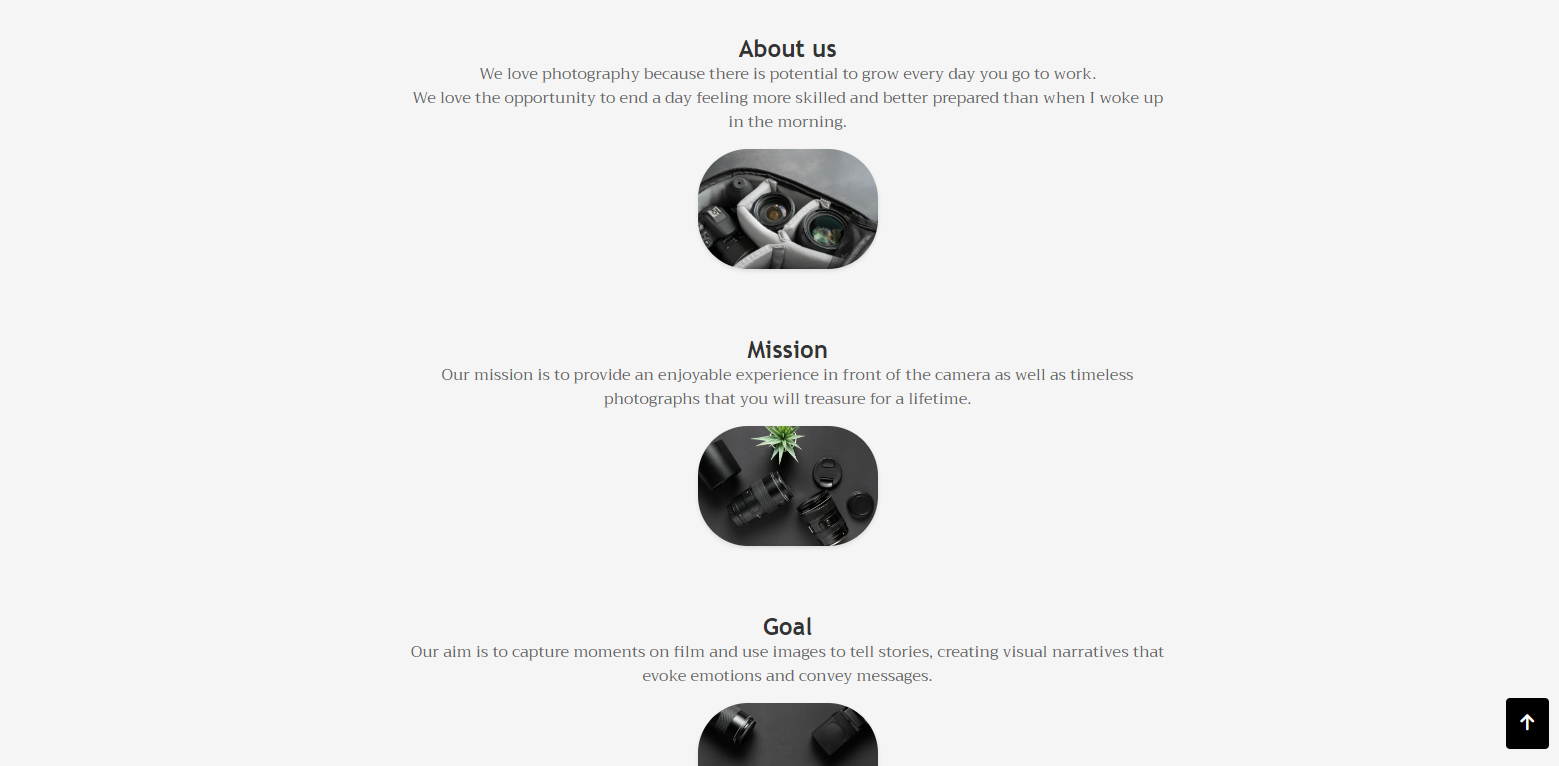 About us
We love photography because there is potential to grow every day you go to work.
We love the opportunity to end a day feeling more skilled and better prepared than when I woke up
in the morning.
Mission
Our mission is to provide an enjoyable experience in front of the camera as well as timeless
photographs that you will treasure for a lifetime.
Goal
Our aim is to capture moments on film and use images to tell stories, creating visual narratives that
evoke emotions and convey messages.